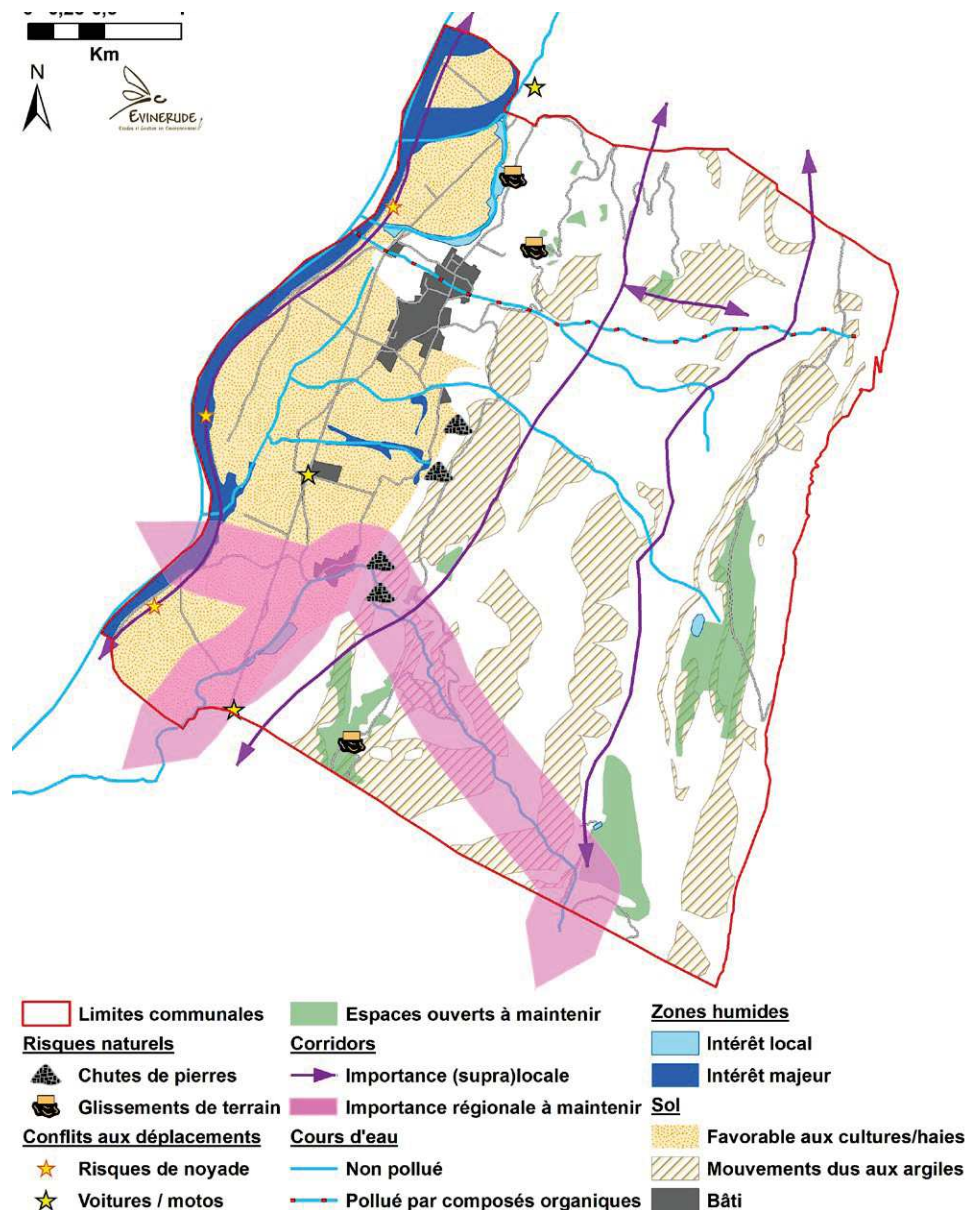 Km
N
EVINERUDE
Limites communales
Risques naturels
Chutes de pierres
Glissements de terrain
Conflits aux déplacements
Risques de noyade
Voitures / motos
Espaces ouverts à maintenir
Corridors
Importance (supra)locale
Importance régionale à maintenir
Cours d'eau
Non pollué
Pollué par composés organiques
Zones humides
Intérêt local
Intérêt majeur
Sol
Favorable aux cultures/haies
Mouvements dus aux argiles
Bâti